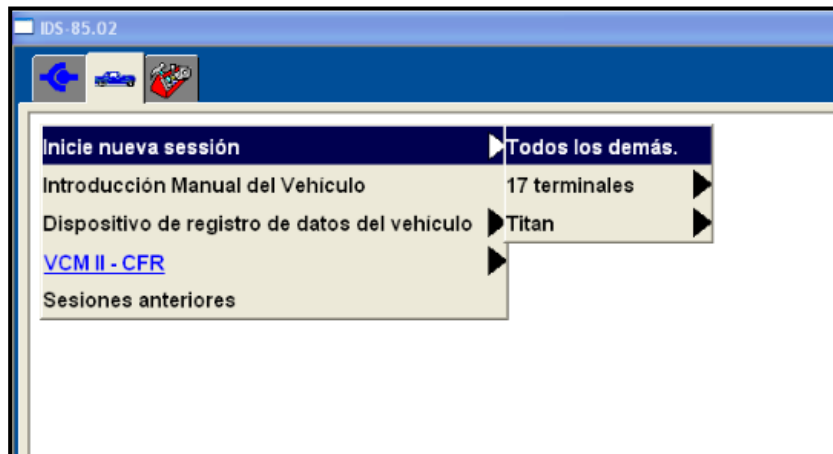 IDS-85.02
Inicie nueva sessión
Todos los demás.
Introducción Manual del Vehículo
17 terminales
Dispositivo de registro de datos del vehículo
Titan
VCM II - CFR
Sesiones anteriores